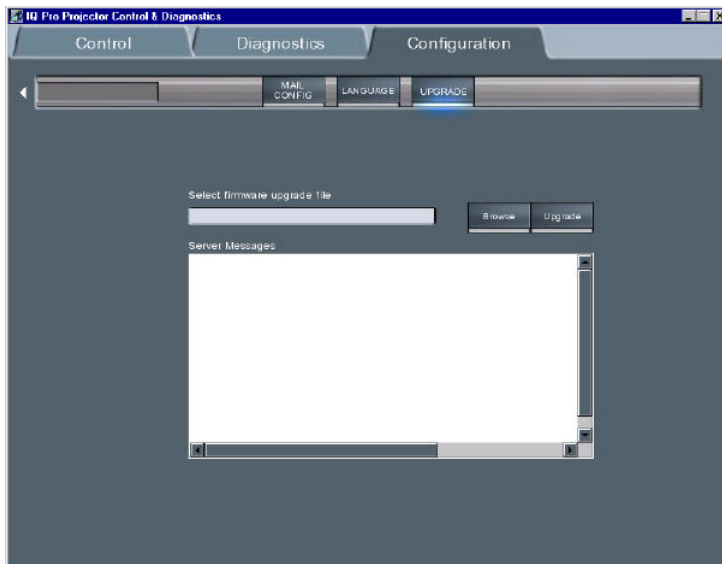 IQ Pro Projector Control & Diagnostics
Control Diagnostics Configuration
MAIL CONFIG LANGUAGE UPGRADE
Select firmware upgrade file
Browse Upgrade
Server Messages